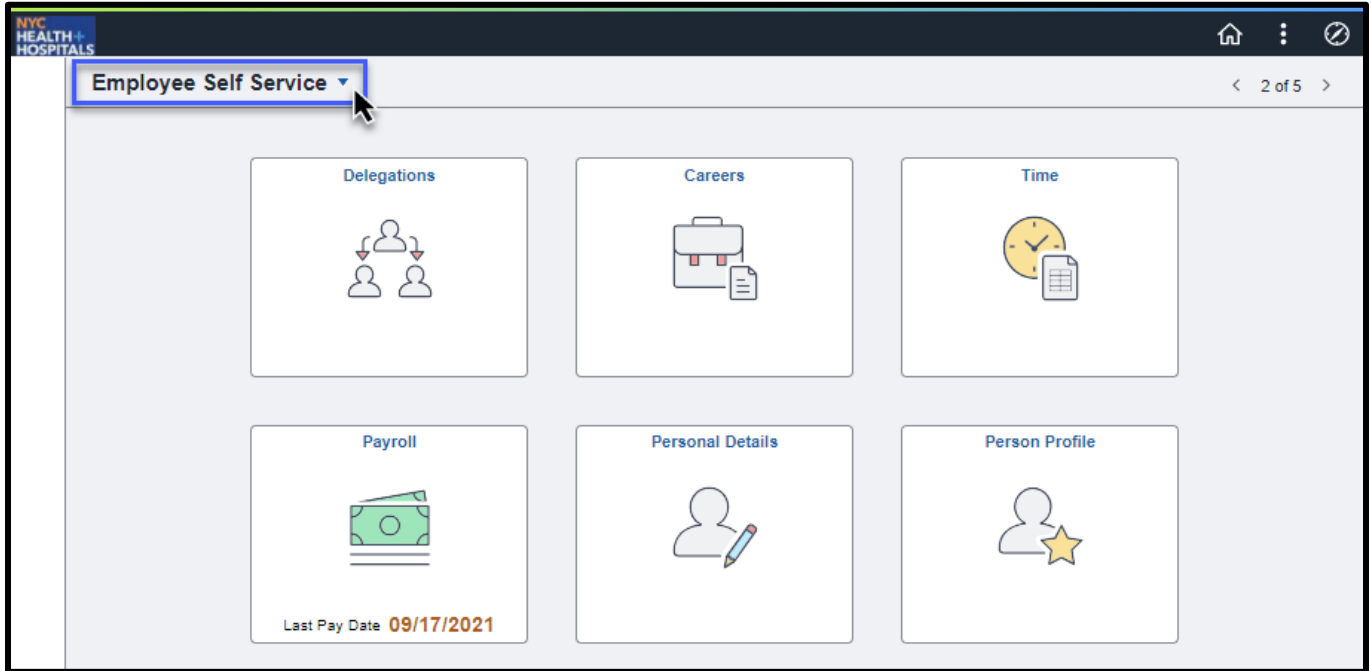 NYC
HEALTH+
HOSPITALS
Employee Self Service
2 of 5
Delegations
Careers
Time
Payroll
Last Pay Date 09/17/2021
Personal Details
Person Profile